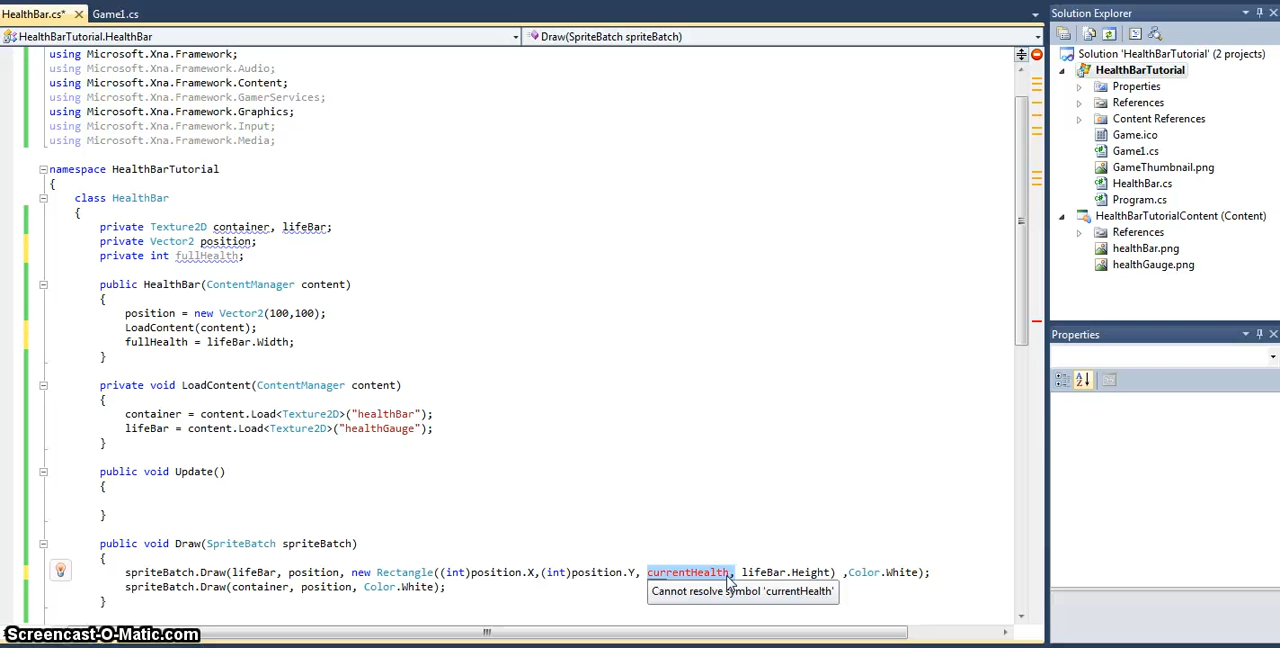 HealthBar.cs* Game1.cs
HealthBarTutorial.HealthBar Draw(SpriteBatch spriteBatch)
using Microsoft.Xna.Framework;
using Microsoft.Xna.Framework.Audio;
using Microsoft.Xna.Framework.Content;
using Microsoft.Xna.Framework.GamerServices;
using Microsoft.Xna.Framework.Graphics;
using Microsoft.Xna.Framework.Input;
using Microsoft.Xna.Framework.Media;
namespace HealthBarTutorial
{
class HealthBar
{
private Texture2D container, lifeBar;
private Vector2 position;
private int fullHealth;
public HealthBar(ContentManager content)
{
position = new Vector2(100,100);
LoadContent(content);
fullHealth = lifeBar.Width;
}
private void LoadContent(ContentManager content)
{
container = content.Load<Texture2D>("healthBar");
lifeBar = content.Load<Texture2D>("healthGauge");
}
public void Update()
{
}
public void Draw(SpriteBatch spriteBatch)
{
spriteBatch.Draw(lifeBar, position, new Rectangle((int)position.X,(int)position.Y, currentHealth, lifeBar.Height) ,Color.White);
spriteBatch.Draw(container, position, Color.White);
Cannot resolve symbol 'currentHealth'
}
Screencast-O-Matic.com
Solution Explorer
Solution 'HealthBarTutorial' (2 projects)
HealthBarTutorial
Properties
References
Content References
Game.ico
Game1.cs
GameThumbnail.png
HealthBar.cs
Program.cs
HealthBarTutorialContent (Content)
References
healthBar.png
healthGauge.png
Properties